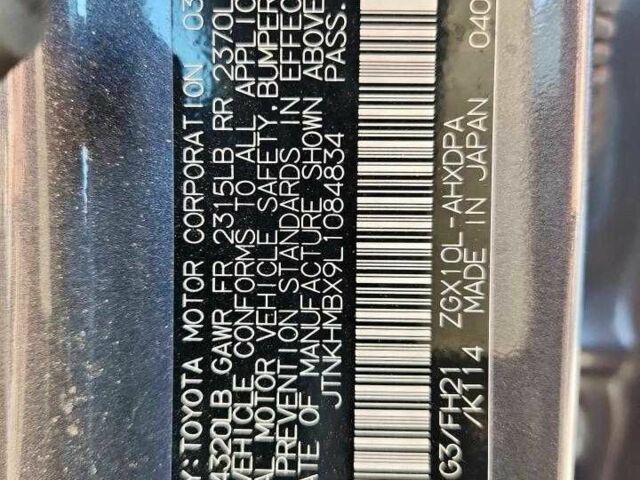 Y:TOYOTA MOTOR CORPORATION 03
4320LB GAWR FR 2315LB RR 2370L
VEHICLE CONFORMS TO ALL APPLIC
AL MOTOR VEHICLE SAFETY,BUMPER
PREVENTION STANDARDS IN EFFEC
ATE OF MANUFACTURE SHOWN ABOVE
JTNKHMBX9L1084834 PASS.
G3/FH21 ZGX10L-AHXDPA 040
/K114 MADE IN JAPAN